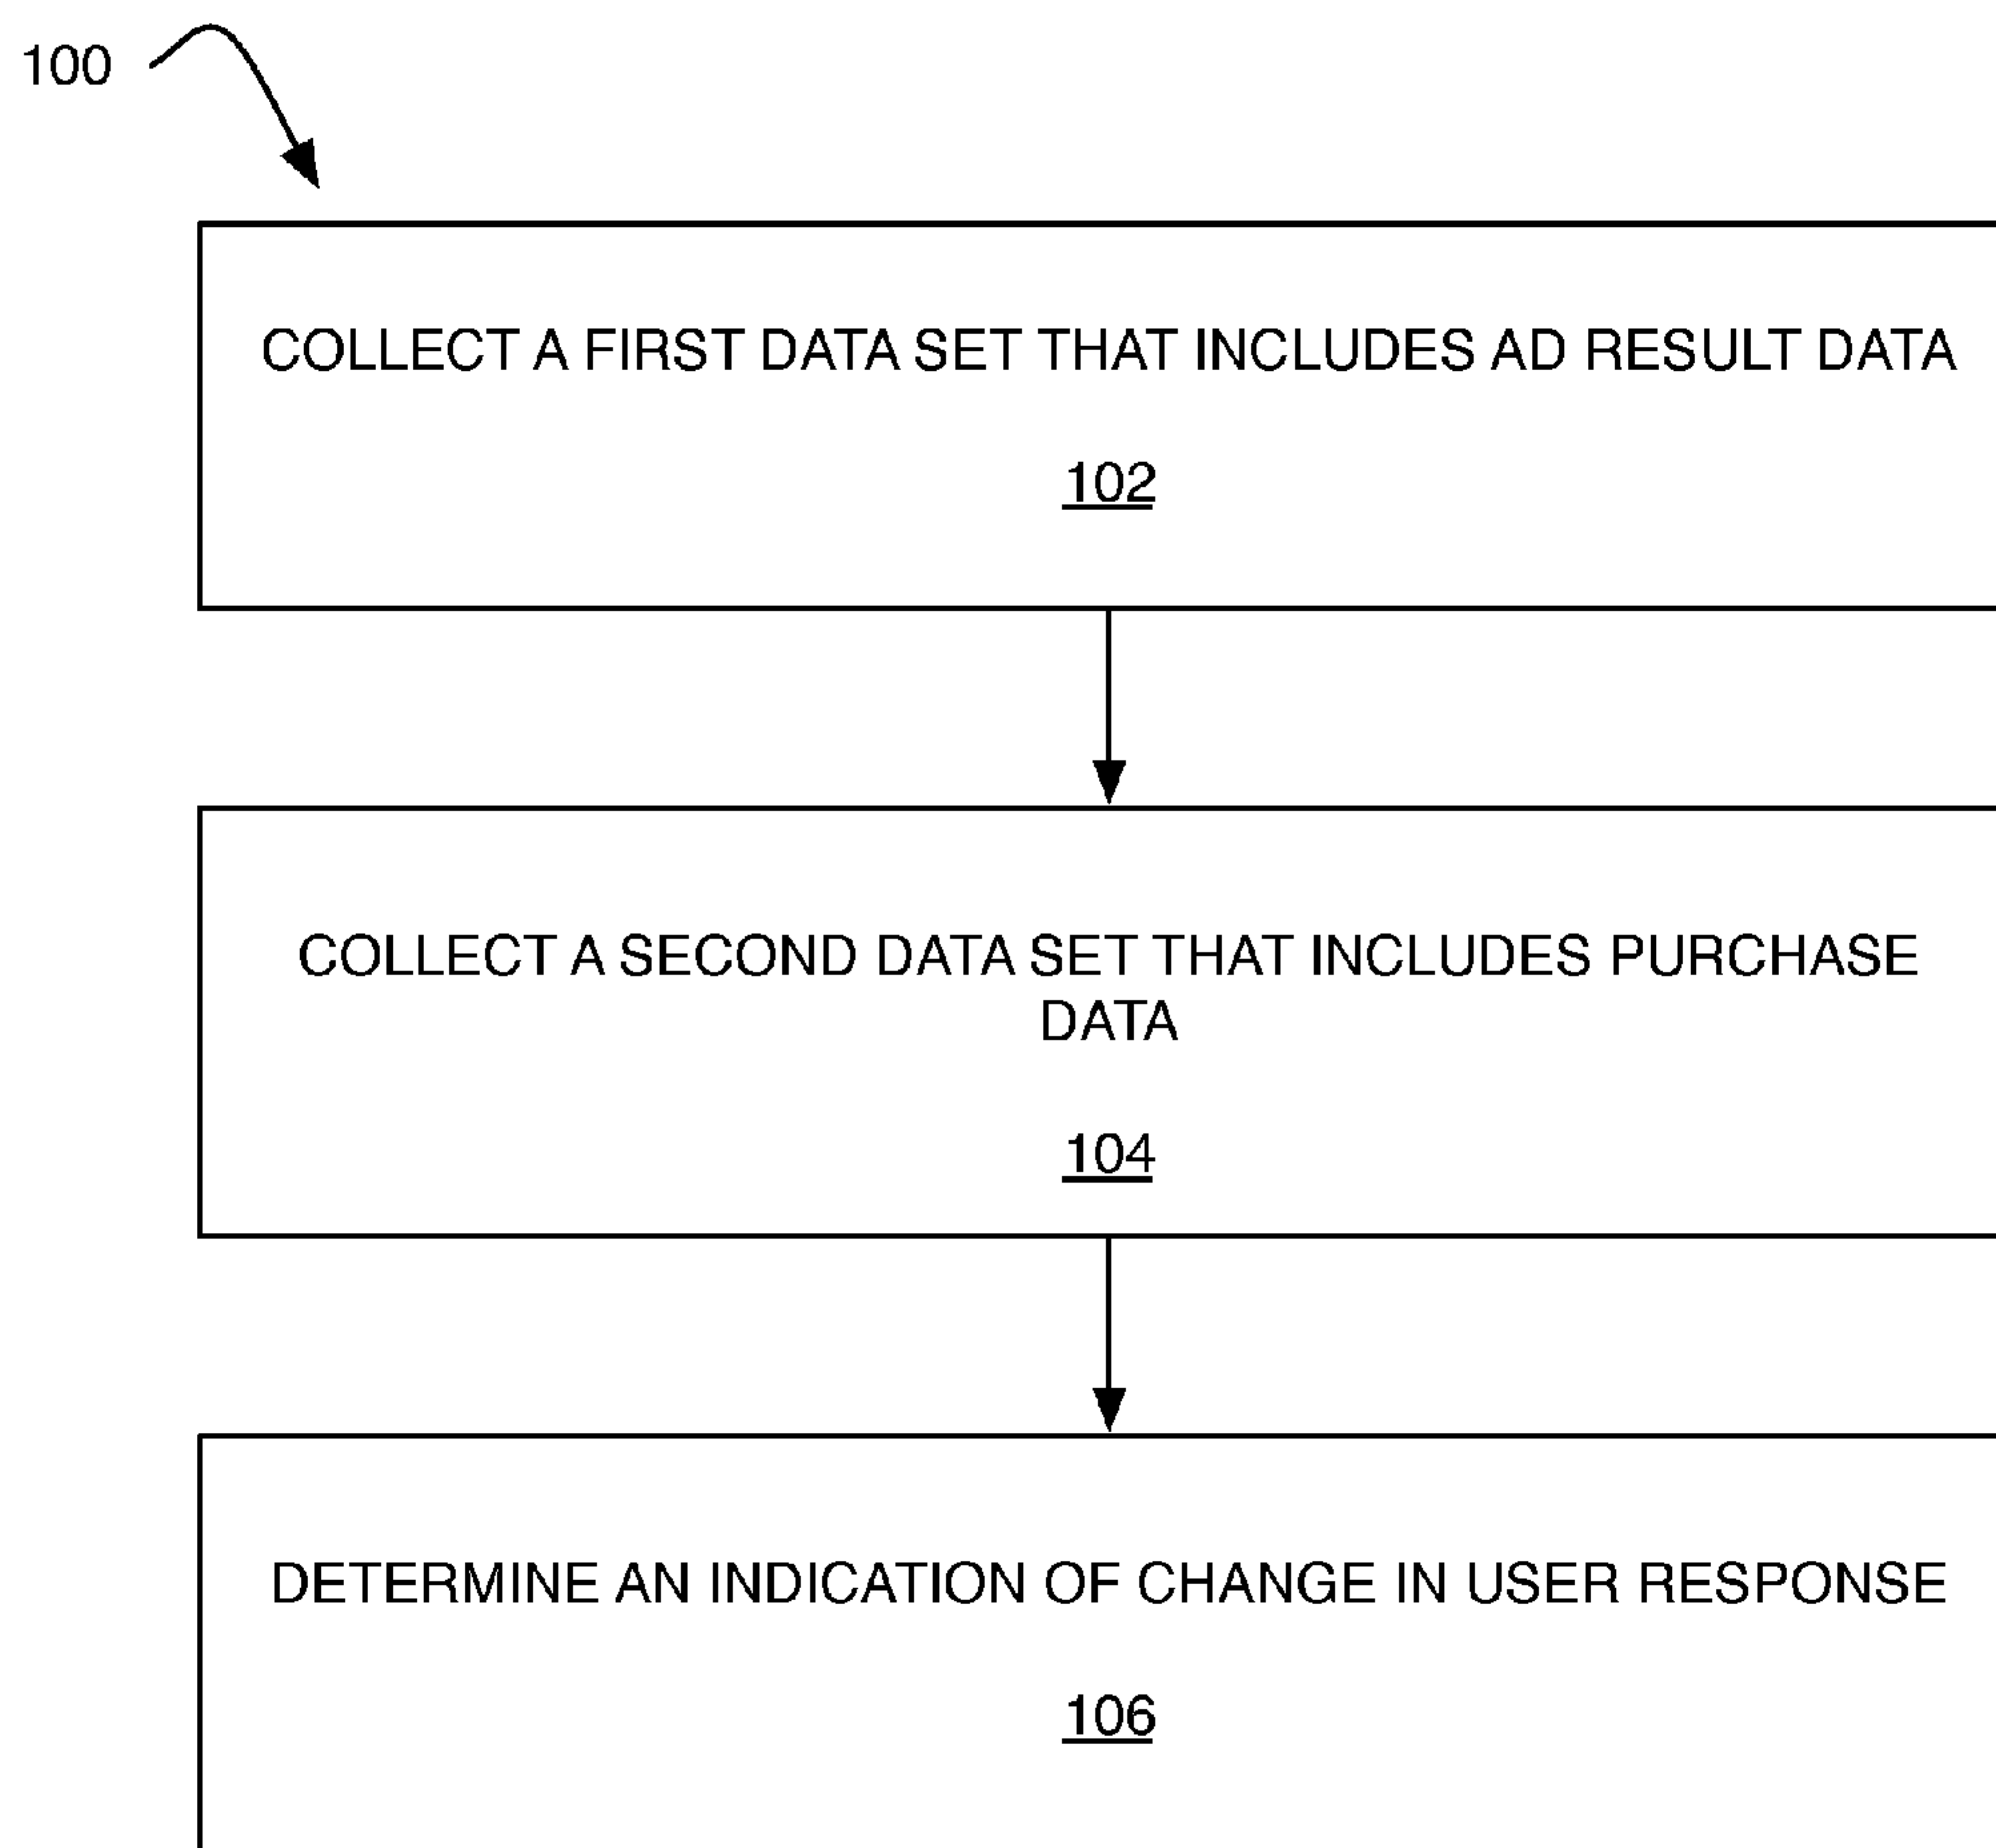 100
COLLECT A FIRST DATA SET THAT INCLUDES AD RESULT DATA
102
COLLECT A SECOND DATA SET THAT INCLUDES PURCHASE
DATA
104
DETERMINE AN INDICATION OF CHANGE IN USER RESPONSE
106